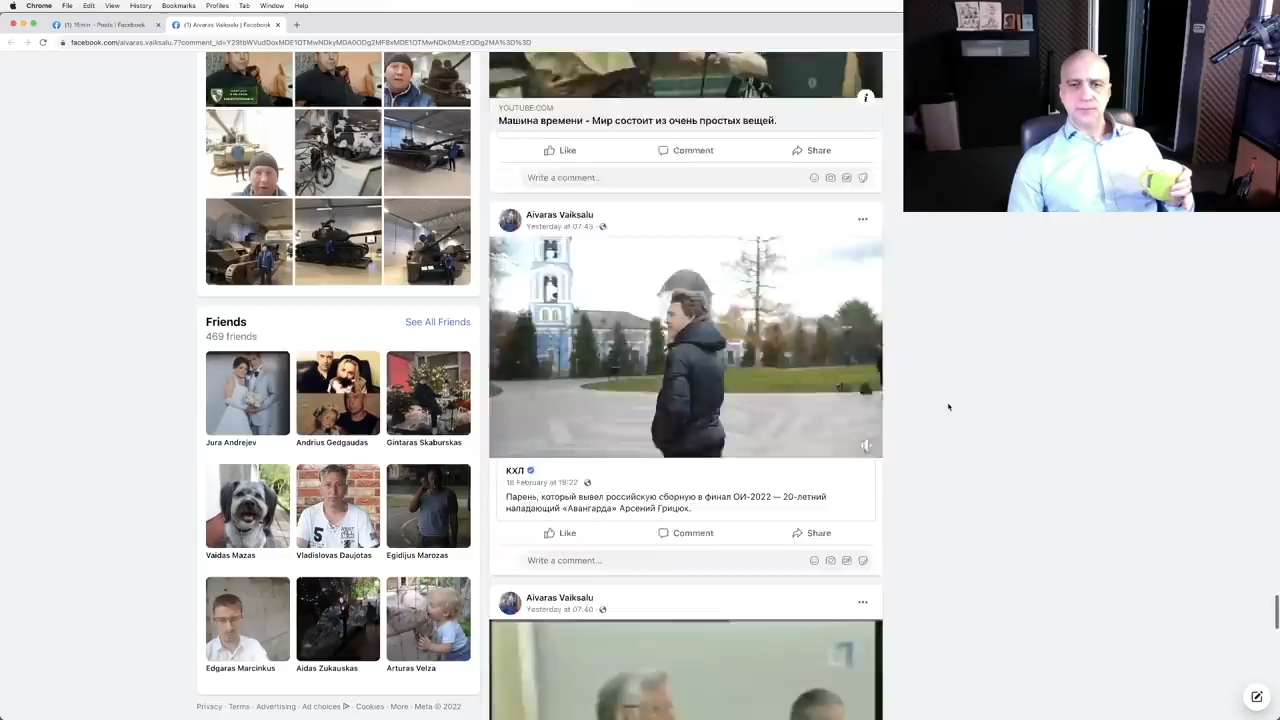 Chrome File Edit View History Bookmarks Profiles Tab Window Help
(1) 15min – Posts | Facebook
(1) Aivaras Vaiksalu | Facebook
YOUTUBE.COM
Машина времени - Мир состоит из очень простых вещей.
Like Comment Share
Write a comment…
Aivaras Vaiksalu
Yesterday at 07:43
КХЛ
18 February at 18:22
Парень, который вывел российскую сборную в финал ОИ-2022 — 20-летний
нападающий «Авангарда» Арсений Грицюк.
Like Comment Share
Write a comment…
Aivaras Vaiksalu
Yesterday at 07:40
Friends
See All Friends
469 friends
Jura Andrejev
Andrius Gedgaudas
Gintaras Skaburskas
Vaidas Mazas
Vladislovas Daujotas
Egidijus Marozas
Edgaras Marcinkus
Aidas Zukauskas
Arturas Velza
Privacy · Terms · Advertising · Ad choices · Cookies · More · Meta © 2022